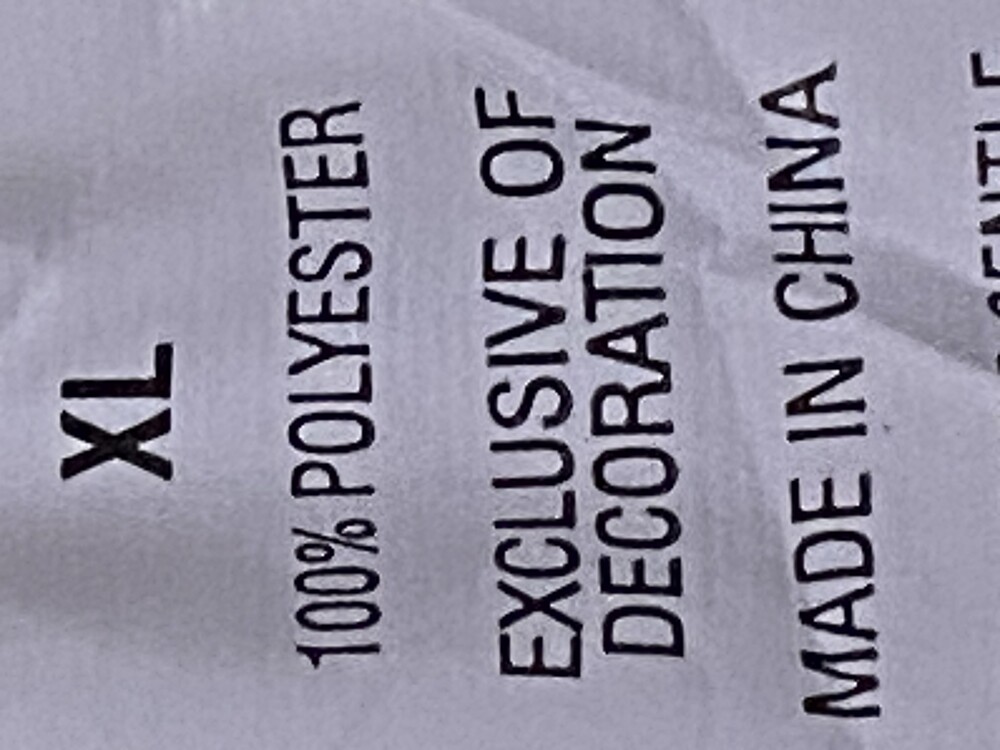 XL
100% POLYESTER
EXCLUSIVE OF
DECORATION
MADE IN CHINA